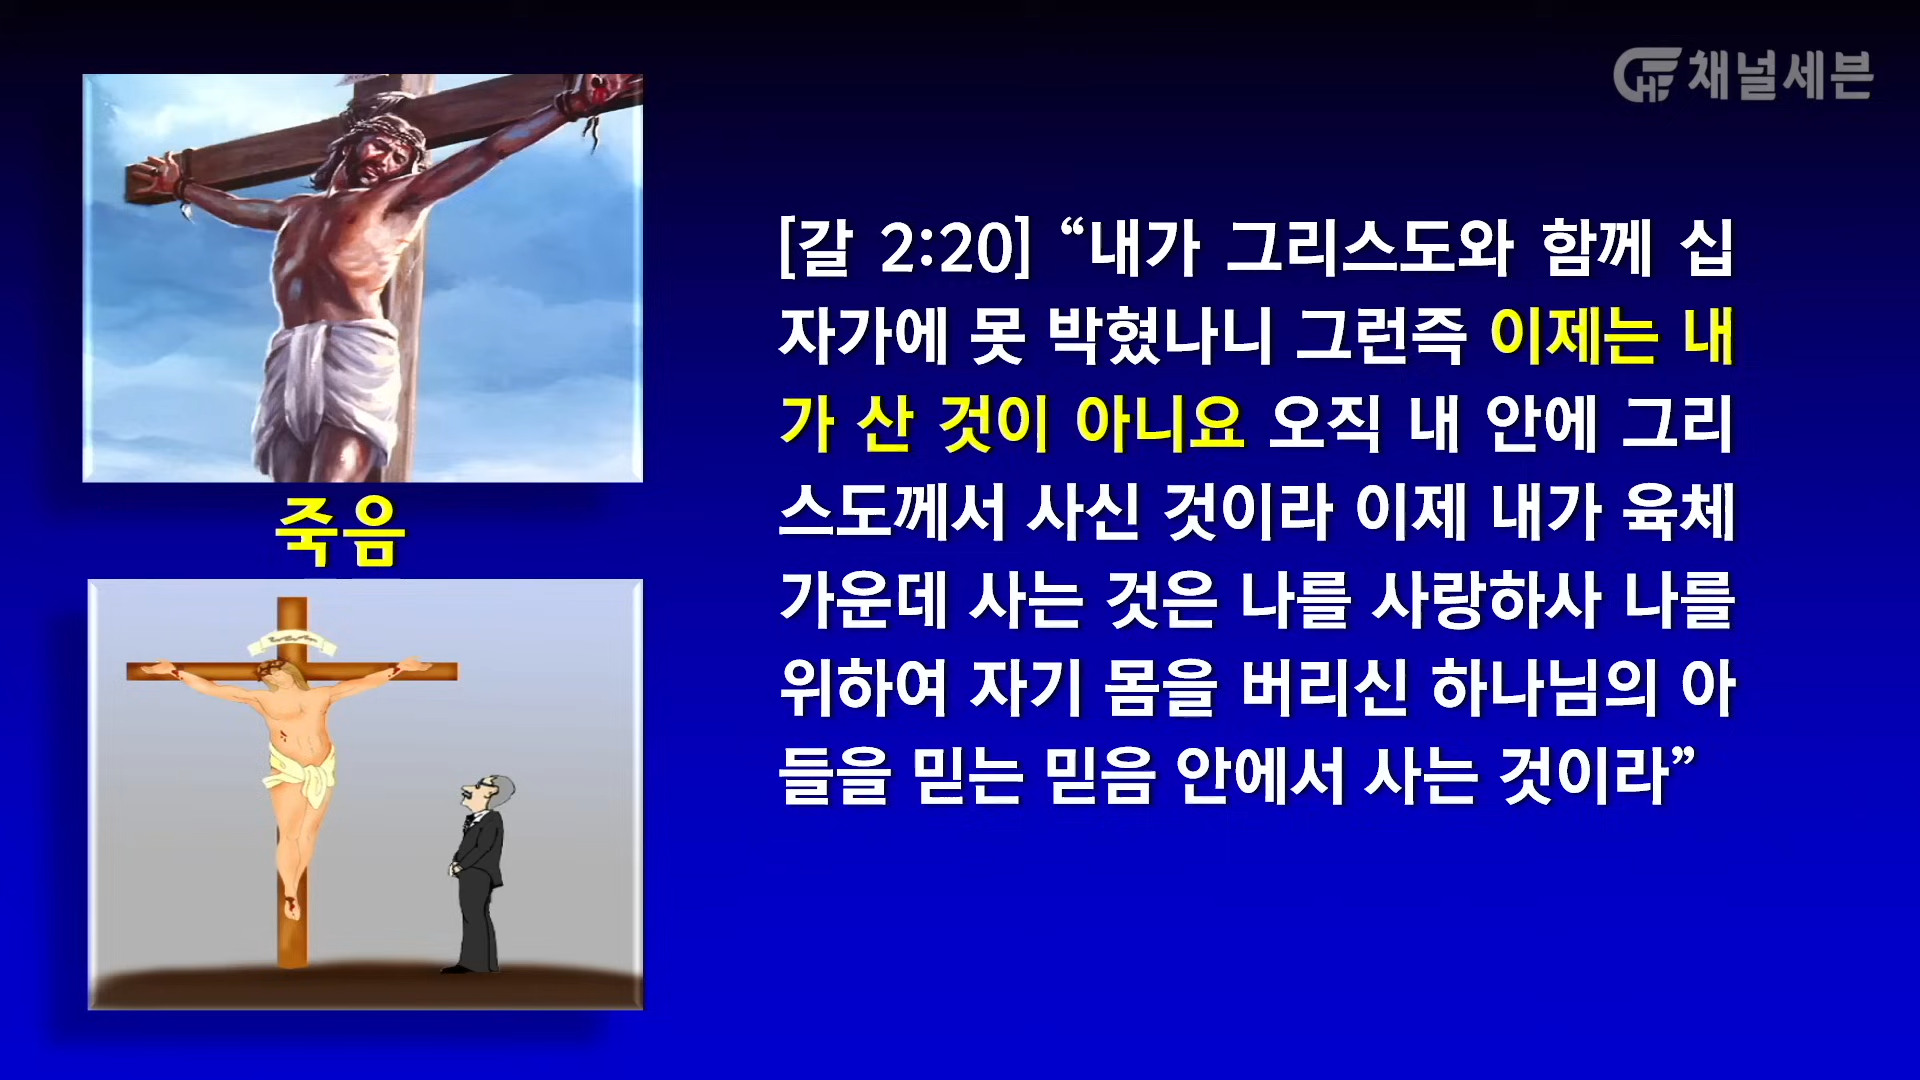 채널세븐
[갈 2:20] “내가 그리스도와 함께 십
자가에 못 박혔나니 그런즉 이제는 내
가 산 것이 아니요 오직 내 안에 그리
스도께서 사신 것이라 이제 내가 육체
가운데 사는 것은 나를 사랑하사 나를
위하여 자기 몸을 버리신 하나님의 아
들을 믿는 믿음 안에서 사는 것이라”
죽음